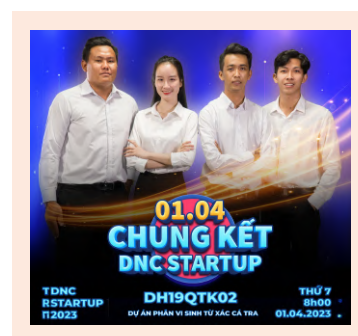 01.04
CHUNG KẾT
DNC STARTUP
DH19QTK02
DỰ ÁN PHÂN VI SINH TỪ XÁC CÁ TRA
T DNC
RSTARTUP
2023
THỨ 7
8h00
01.04.2023